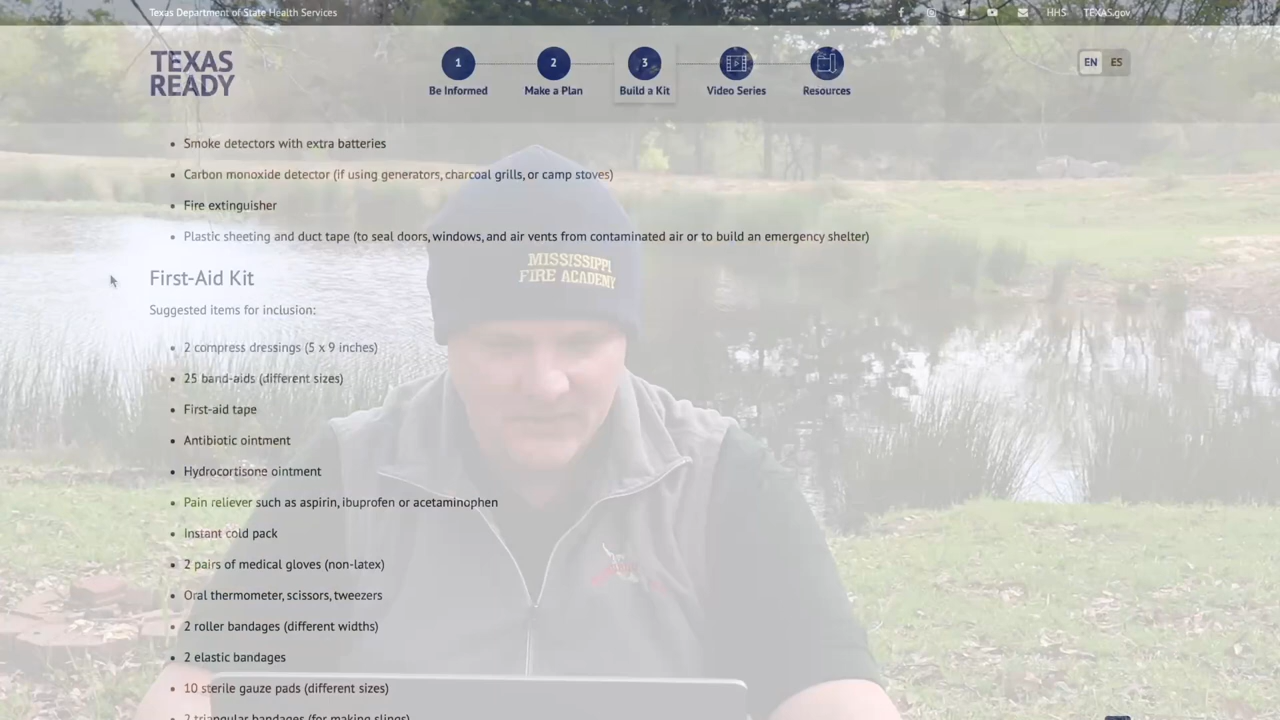 Texas Department of State Health Services
HHS
TEXAS.gov
TEXAS
READY
1
2
3
Be Informed
Make a Plan
Build a Kit
Video Series
Resources
EN
ES
Smoke detectors with extra batteries
Carbon monoxide detector (if using generators, charcoal grills, or camp stoves)
Fire extinguisher
Plastic sheeting and duct tape (to seal doors, windows, and air vents from contaminated air or to build an emergency shelter)
MISSISSIPPI
FIRE ACADEMY
First-Aid Kit
Suggested items for inclusion:
2 compress dressings (5 x 9 inches)
25 band-aids (different sizes)
First-aid tape
Antibiotic ointment
Hydrocortisone ointment
Pain reliever such as aspirin, ibuprofen or acetaminophen
Instant cold pack
2 pairs of medical gloves (non-latex)
Oral thermometer, scissors, tweezers
2 roller bandages (different widths)
2 elastic bandages
10 sterile gauze pads (different sizes)
2 triangular bandages (for making slings)